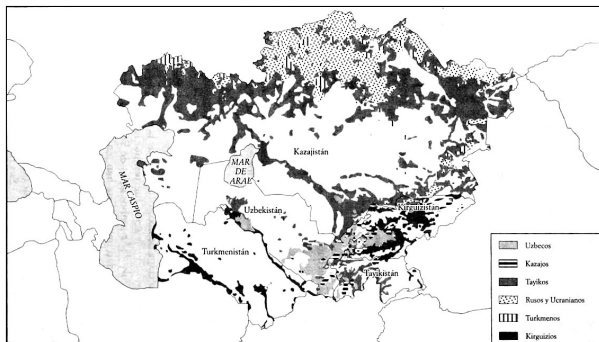 Kazajistán
MAR
DE
ARAL
MAR CASPIO
Uzbekistán
Kirguizistán
Turkmenistán
Tayikistán
Uzbecos
Kazajos
Tayikos
Rusos y Ucranianos
Turkmenos
Kirguizios